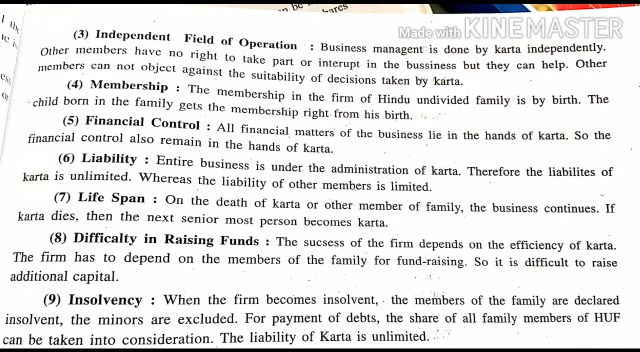 Made with KINE MASTER
(3) Independent Field of Operation : Business managent is done by karta independently.
Other members have no right to take part or interupt in the bussiness but they can help. Other
members can not object against the suitability of decisions taken by karta.
(4) Membership : The membership in the firm of Hindu undivided family is by birth. The
child born in the family gets the membership right from his birth.
(5) Financial Control : All financial matters of the business lie in the hands of karta. So the
financial control also remain in the hands of karta.
(6) Liability : Entire business is under the administration of karta. Therefore the liabilites of
karta is unlimited. Whereas the liability of other members is limited.
(7) Life Span : On the death of karta or other member of family, the business continues. If
karta dies, then the next senior most person becomes karta.
(8) Difficalty in Raising Funds : The sucsess of the firm depends on the efficiency of karta.
The firm has to depend on the members of the family for fund-raising. So it is difficult to raise
additional capital.
(9) Insolvency : When the firm becomes insolvent, the members of the family are declared
insolvent, the minors are excluded. For payment of debts, the share of all family members of HUF
can be taken into consideration. The liability of Karta is unlimited.